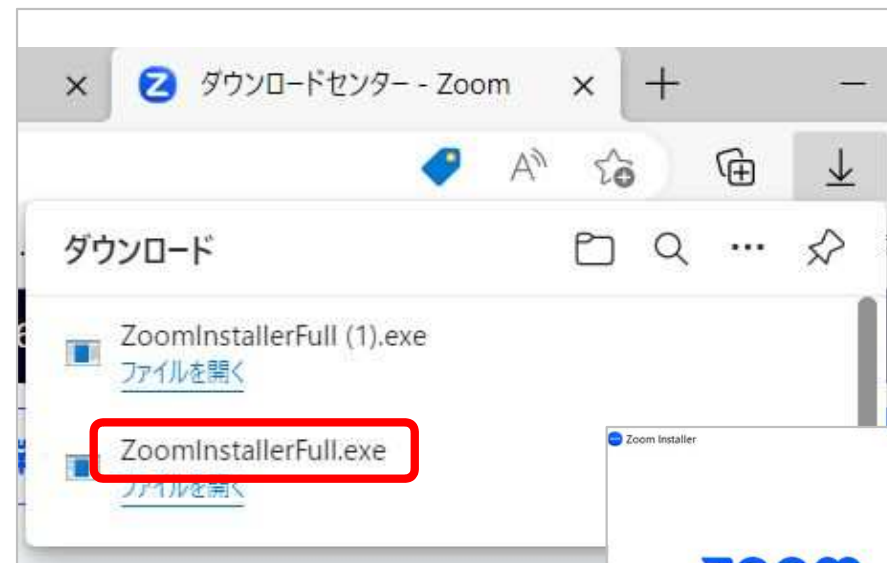 ダウンロードセンター - Zoom
ダウンロード
ZoomInstallerFull (1).exe
ファイルを開く
ZoomInstallerFull.exe
ファイルを開く
Zoom Installer
zoom